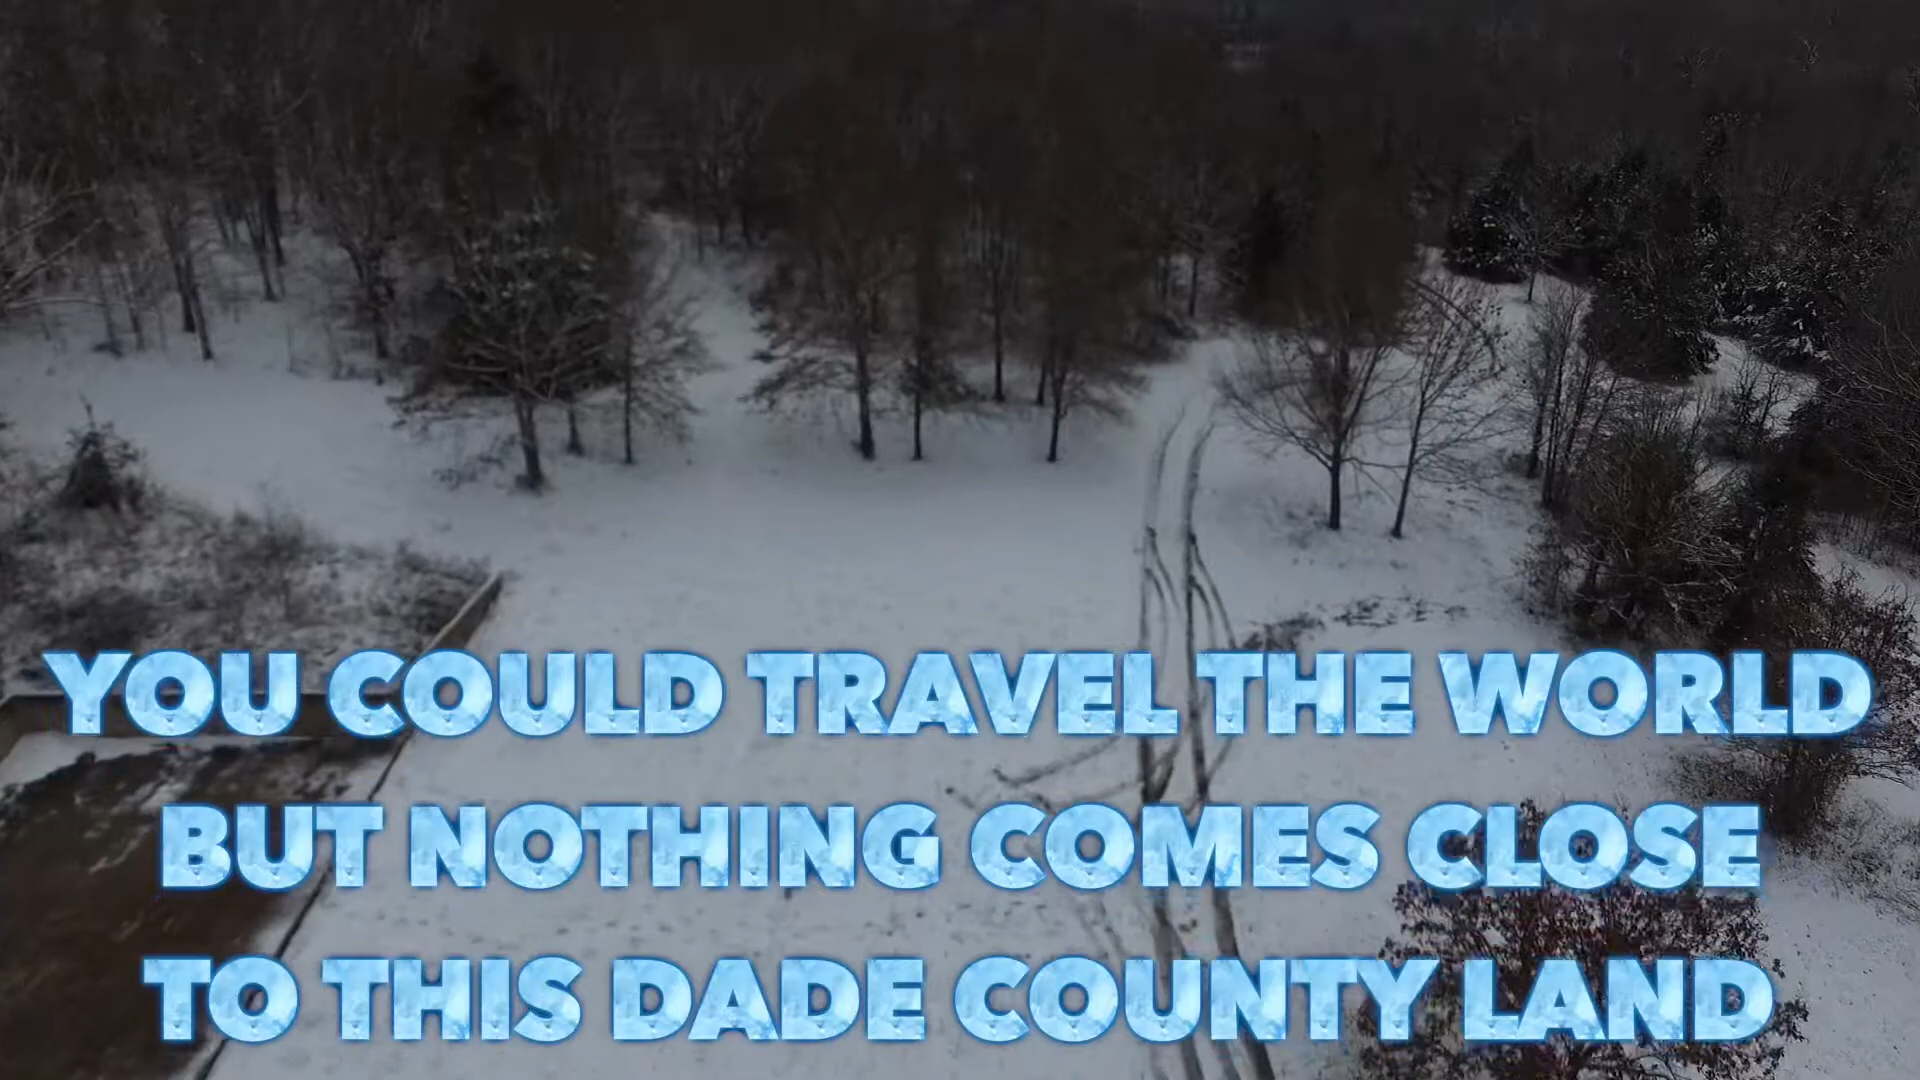 YOU COULD TRAVEL THE WORLD
BUT NOTHING COMES CLOSE
TO THIS DADE COUNTY LAND